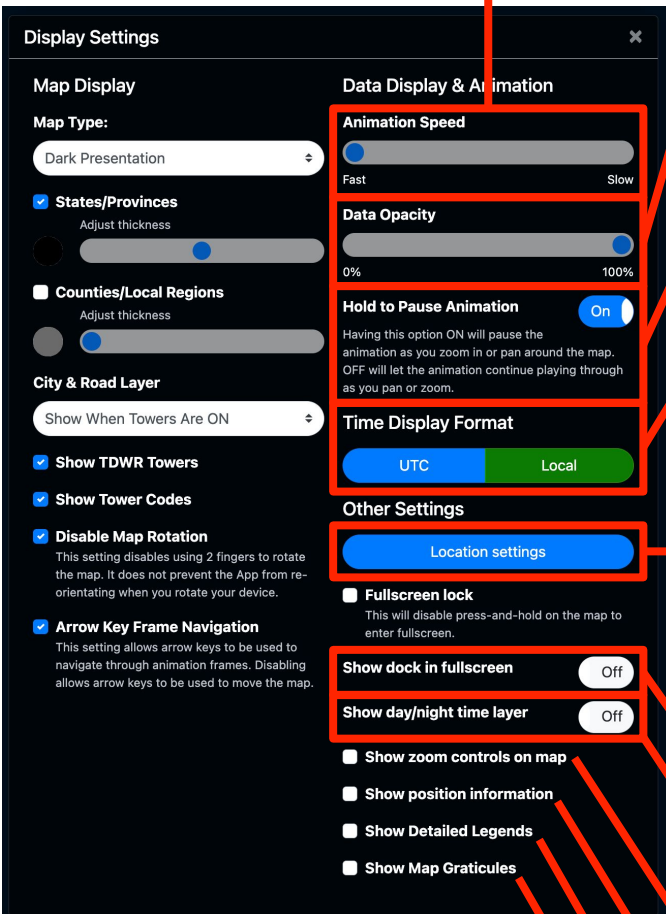 Display Settings
×
Map Display
Map Type:
Dark Presentation
States/Provinces
Adjust thickness
Counties/Local Regions
Adjust thickness
City & Road Layer
Show When Towers Are ON
Show TDWR Towers
Show Tower Codes
Disable Map Rotation
This setting disables using 2 fingers to rotate
the map. It does not prevent the App from re-
orientating when you rotate your device.
Arrow Key Frame Navigation
This setting allows arrow keys to be used to
navigate through animation frames. Disabling
allows arrow keys to be used to move the map.
Data Display & Animation
Animation Speed
Fast Slow
Data Opacity
0% 100%
Hold to Pause Animation On
Having this option ON will pause the
animation as you zoom in or pan around the map.
OFF will let the animation continue playing through
as you pan or zoom.
Time Display Format
UTC Local
Other Settings
Location settings
Fullscreen lock
This will disable press-and-hold on the map to
enter fullscreen.
Show dock in fullscreen Off
Show day/night time layer Off
Show zoom controls on map
Show position information
Show Detailed Legends
Show Map Graticules